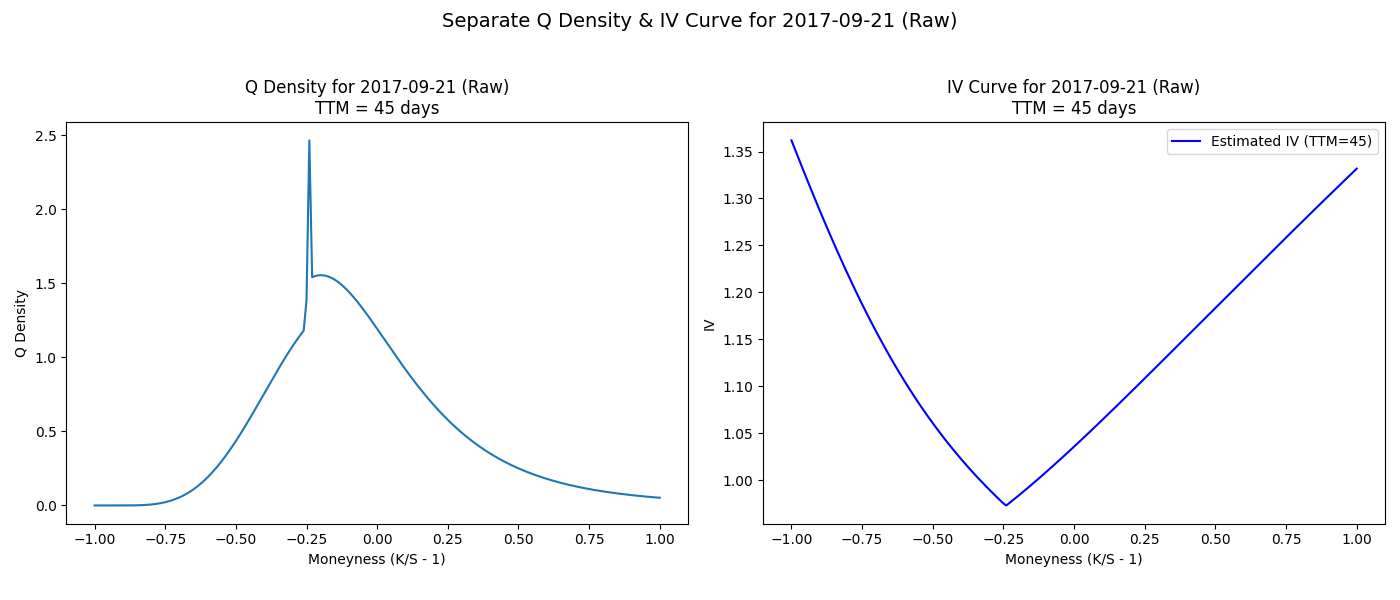 Separate Q Density & IV Curve for 2017-09-21 (Raw)
Q Density for 2017-09-21 (Raw)
TTM = 45 days
2.5
2.0
1.5
1.0
0.5
0.0
Q Density
−1.00 −0.75 −0.50 −0.25 0.00 0.25 0.50 0.75 1.00
Moneyness (K/S - 1)
IV Curve for 2017-09-21 (Raw)
TTM = 45 days
Estimated IV (TTM=45)
1.35
1.30
1.25
1.20
1.15
1.10
1.05
1.00
IV
−1.00 −0.75 −0.50 −0.25 0.00 0.25 0.50 0.75 1.00
Moneyness (K/S - 1)